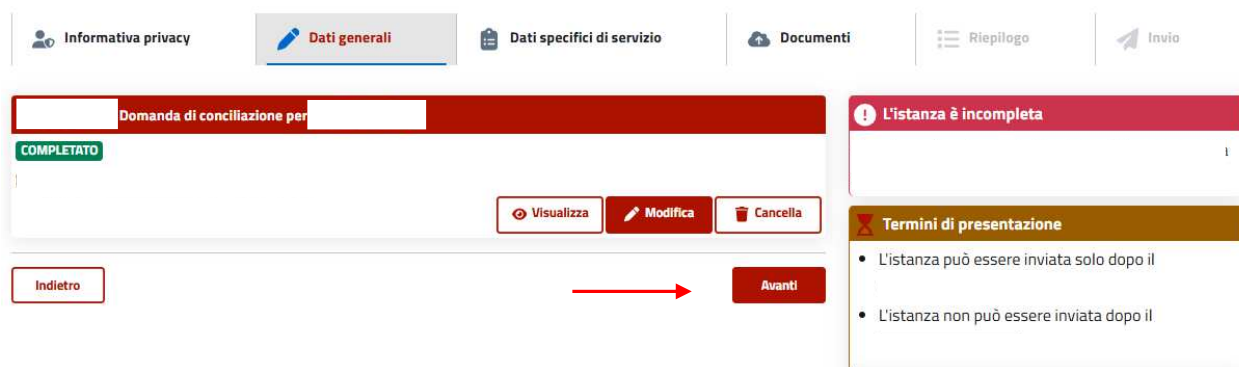 Informativa privacy
Dati generali
Dati specifici di servizio
Documenti
Riepilogo
Invio
Domanda di conciliazione per
COMPLETATO
Visualizza
Modifica
Cancella
Indietro
Avanti
L'istanza è incompleta
Termini di presentazione
L'istanza può essere inviata solo dopo il
L'istanza non può essere inviata dopo il